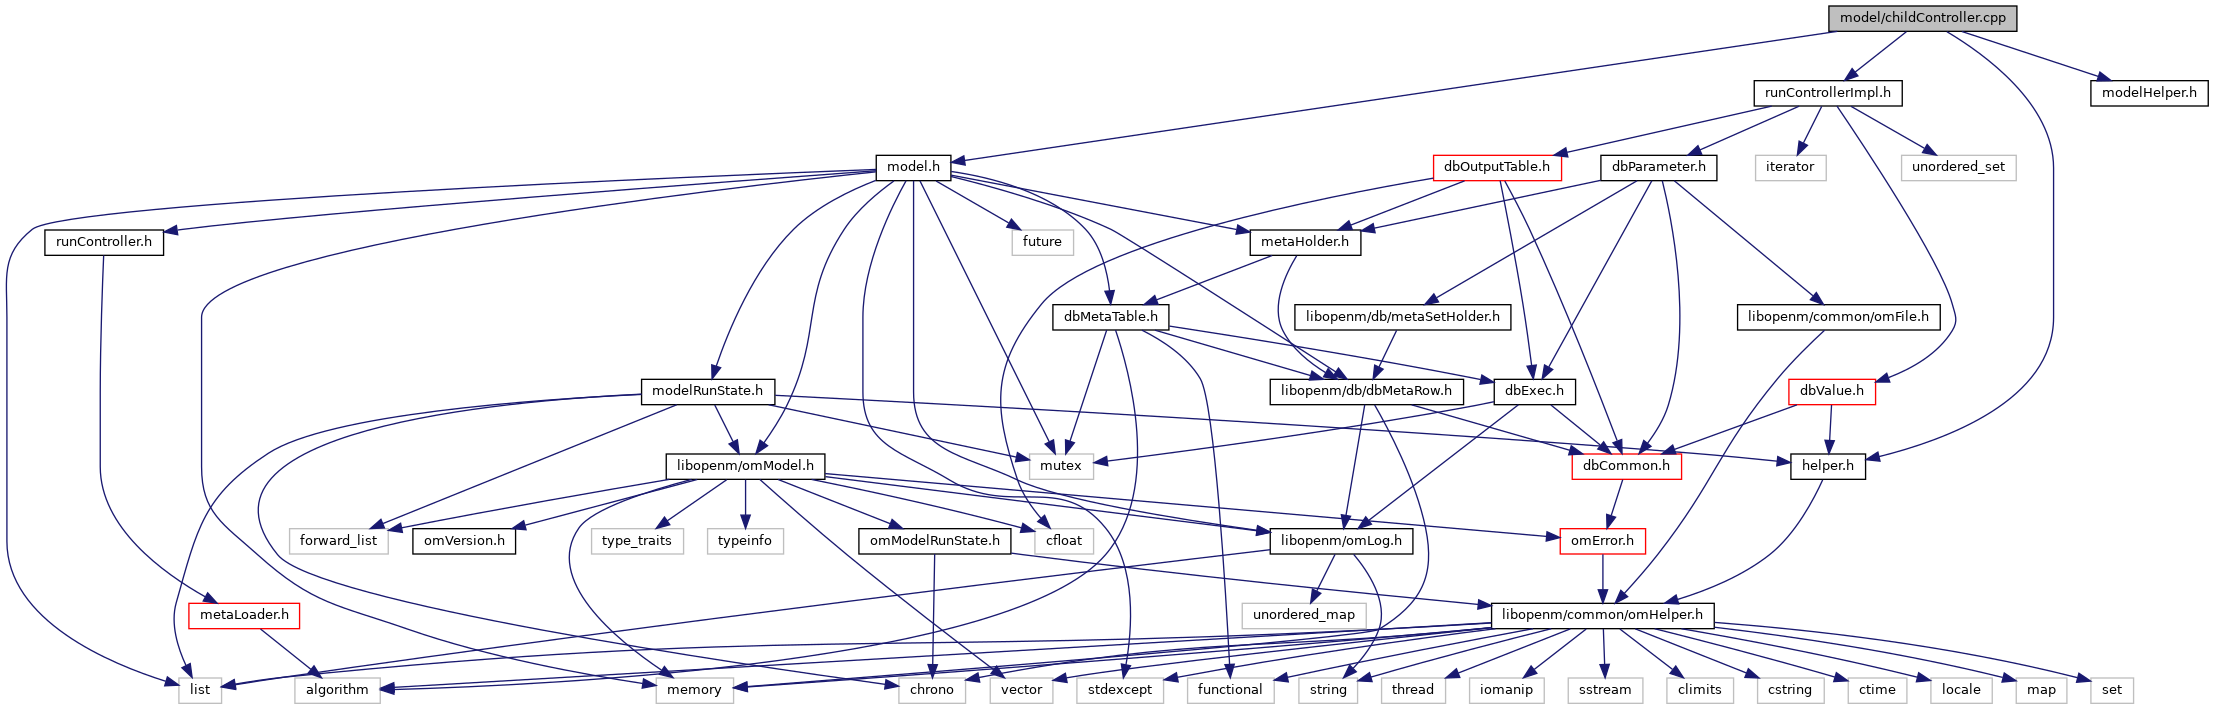 model/childController.cpp
runControllerImpl.h
modelHelper.h
model.h
dbOutputTable.h
dbParameter.h
iterator
unordered_set
runController.h
future
metaHolder.h
dbMetaTable.h
libopenm/db/metaSetHolder.h
libopenm/common/omFile.h
modelRunState.h
libopenm/db/dbMetaRow.h
dbExec.h
dbValue.h
libopenm/omModel.h
mutex
dbCommon.h
helper.h
forward_list
omVersion.h
type_traits
typeinfo
omModelRunState.h
cfloat
libopenm/omLog.h
omError.h
metaLoader.h
unordered_map
libopenm/common/omHelper.h
list
algorithm
memory
chrono
vector
stdexcept
functional
string
thread
iomanip
sstream
climits
cstring
ctime
locale
map
set